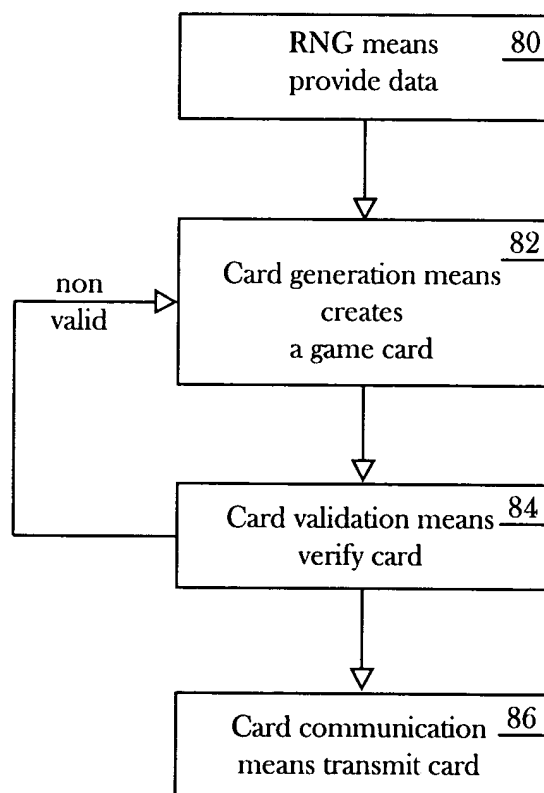 RNG means 80
provide data
82
Card generation means
creates
a game card
non
valid
Card validation means 84
verify card
Card communication 86
means transmit card